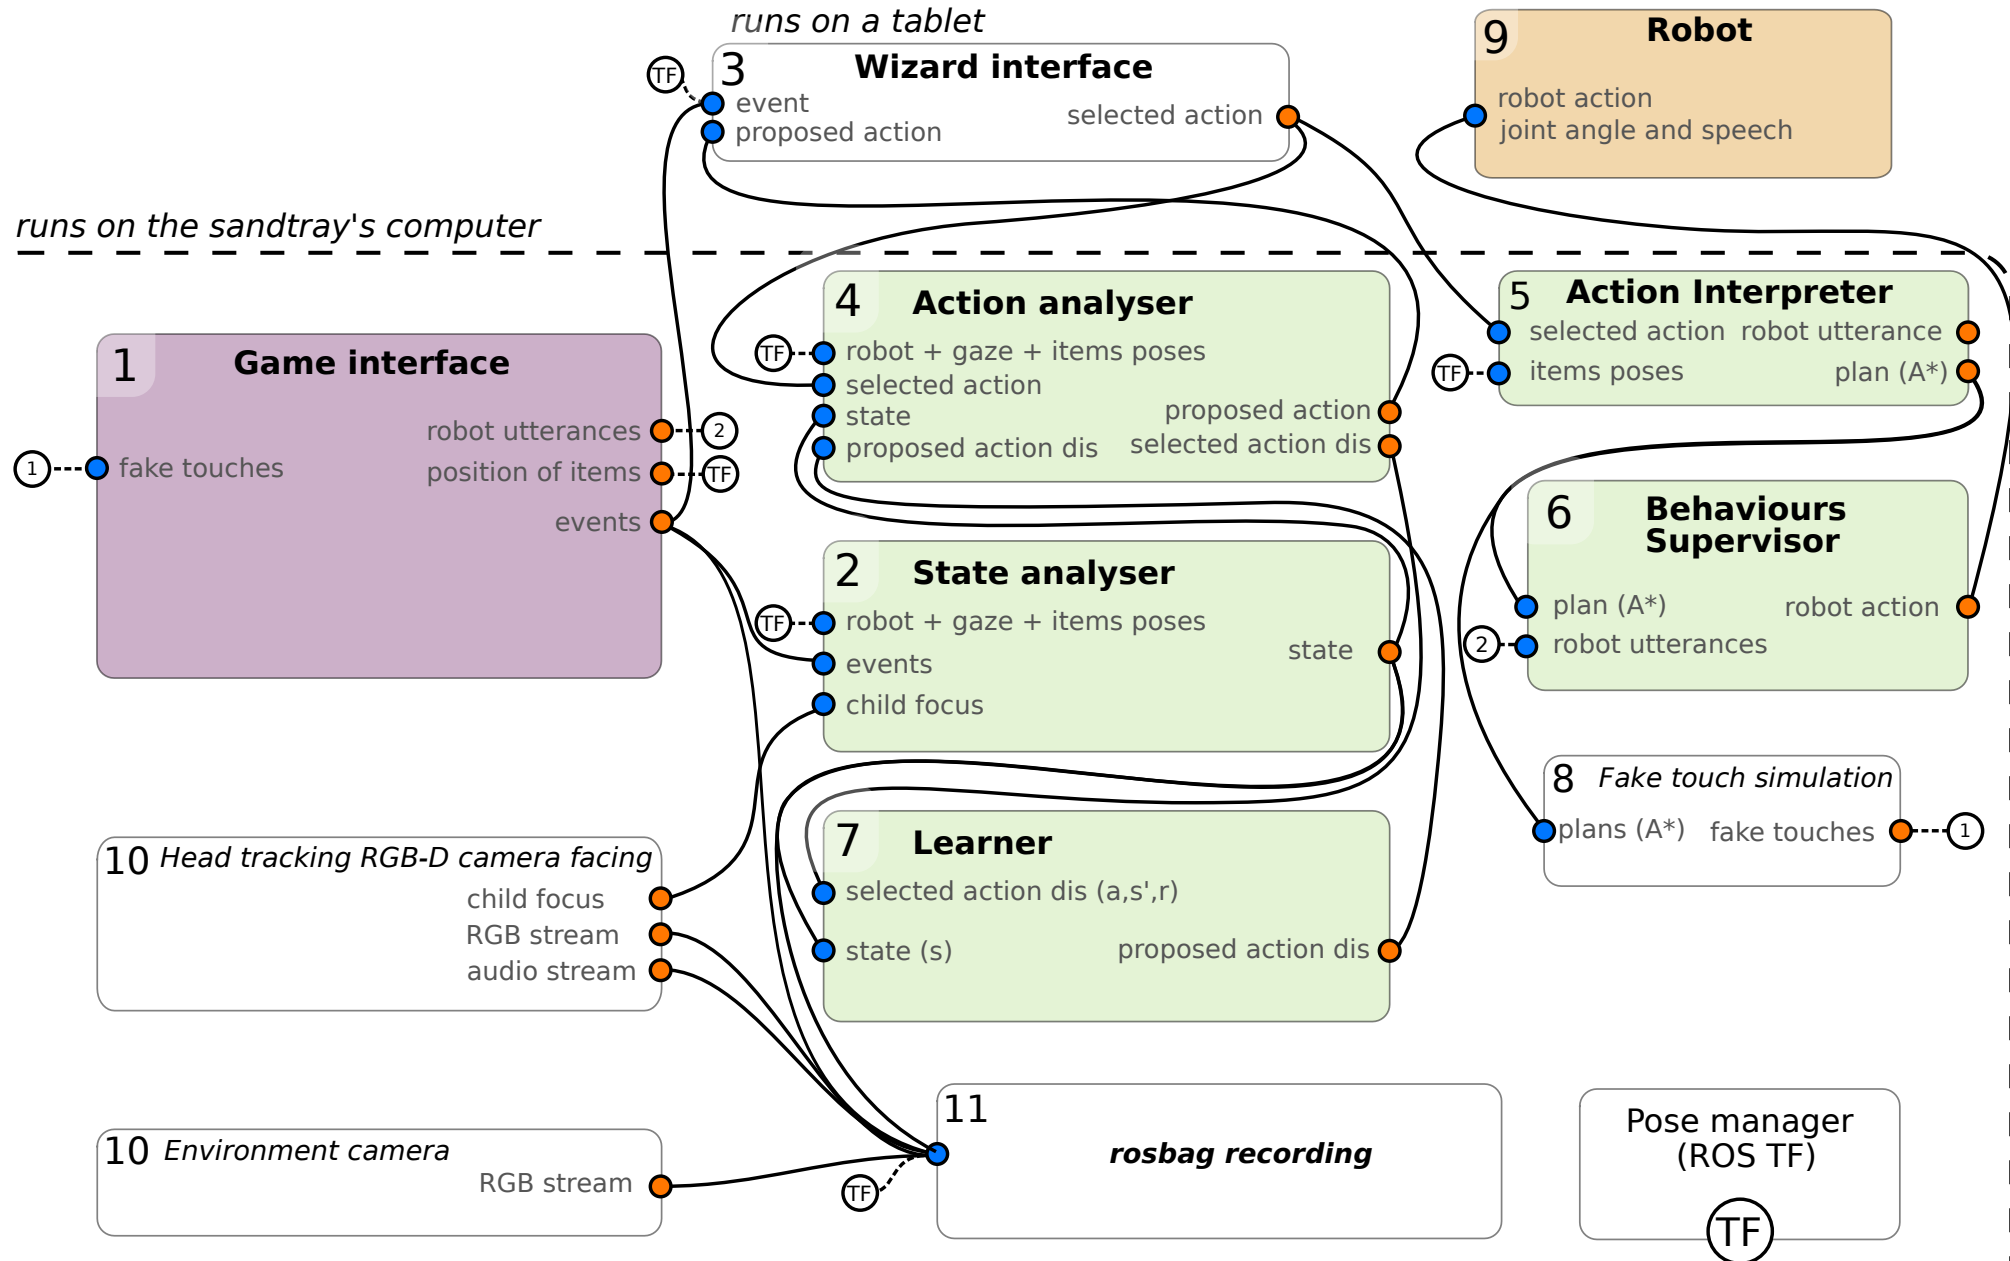 runs on a tablet
3 Wizard interface
TF
event
proposed action
selected action
9 Robot
robot action
joint angle and speech
runs on the sandtray's computer
1 Game interface
robot utterances
2
position of items
TF
events
1
fake touches
4 Action analyser
TF
robot + gaze + items poses
selected action
state
proposed action dis
proposed action
selected action dis
5 Action Interpreter
selected action
robot utterance
TF
items poses
plan (A*)
2 State analyser
TF
robot + gaze + items poses
events
child focus
state
6 Behaviours
Supervisor
plan (A*)
robot action
2
robot utterances
8 Fake touch simulation
plans (A*)
fake touches
1
7 Learner
selected action dis (a,s',r)
state (s)
proposed action dis
10 Head tracking RGB-D camera facing
child focus
RGB stream
audio stream
10 Environment camera
RGB stream
11
rosbag recording
TF
Pose manager
(ROS TF)
TF